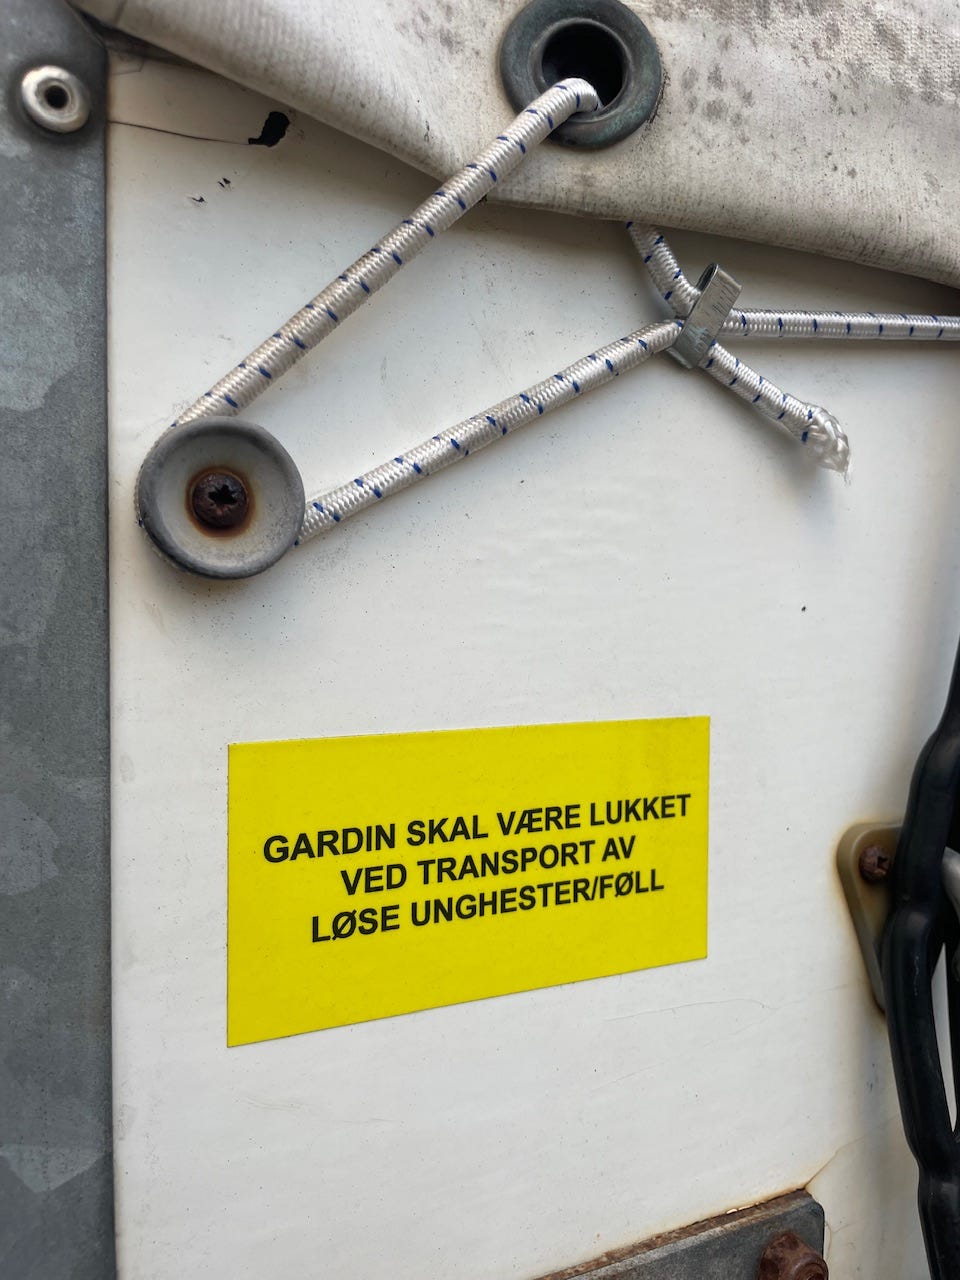 GARDIN SKAL VÆRE LUKKET
VED TRANSPORT AV
LØSE UNGHESTER/FØLL